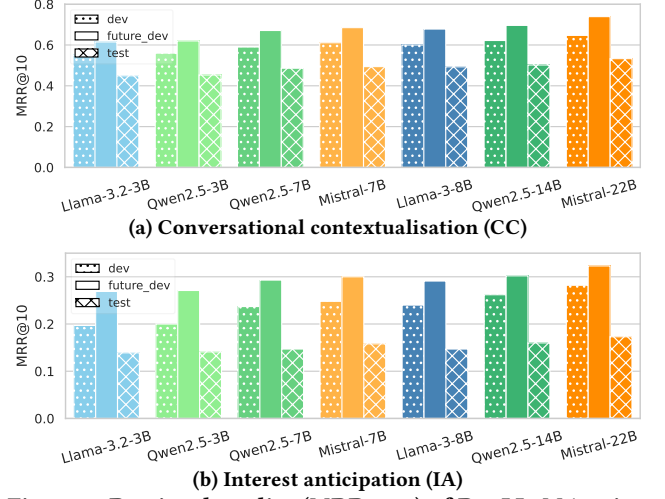 0.8
0.6
0.4
0.2
0.0
MRR@10
dev
future_dev
test
Llama-3.2-3B
Qwen2.5-3B
Qwen2.5-7B
Mistral-7B
Llama-3-8B
Qwen2.5-14B
Mistral-22B
(a) Conversational contextualisation (CC)
0.3
0.2
0.1
0.0
MRR@10
dev
future_dev
test
Llama-3.2-3B
Qwen2.5-3B
Qwen2.5-7B
Mistral-7B
Llama-3-8B
Qwen2.5-14B
Mistral-22B
(b) Interest anticipation (IA)